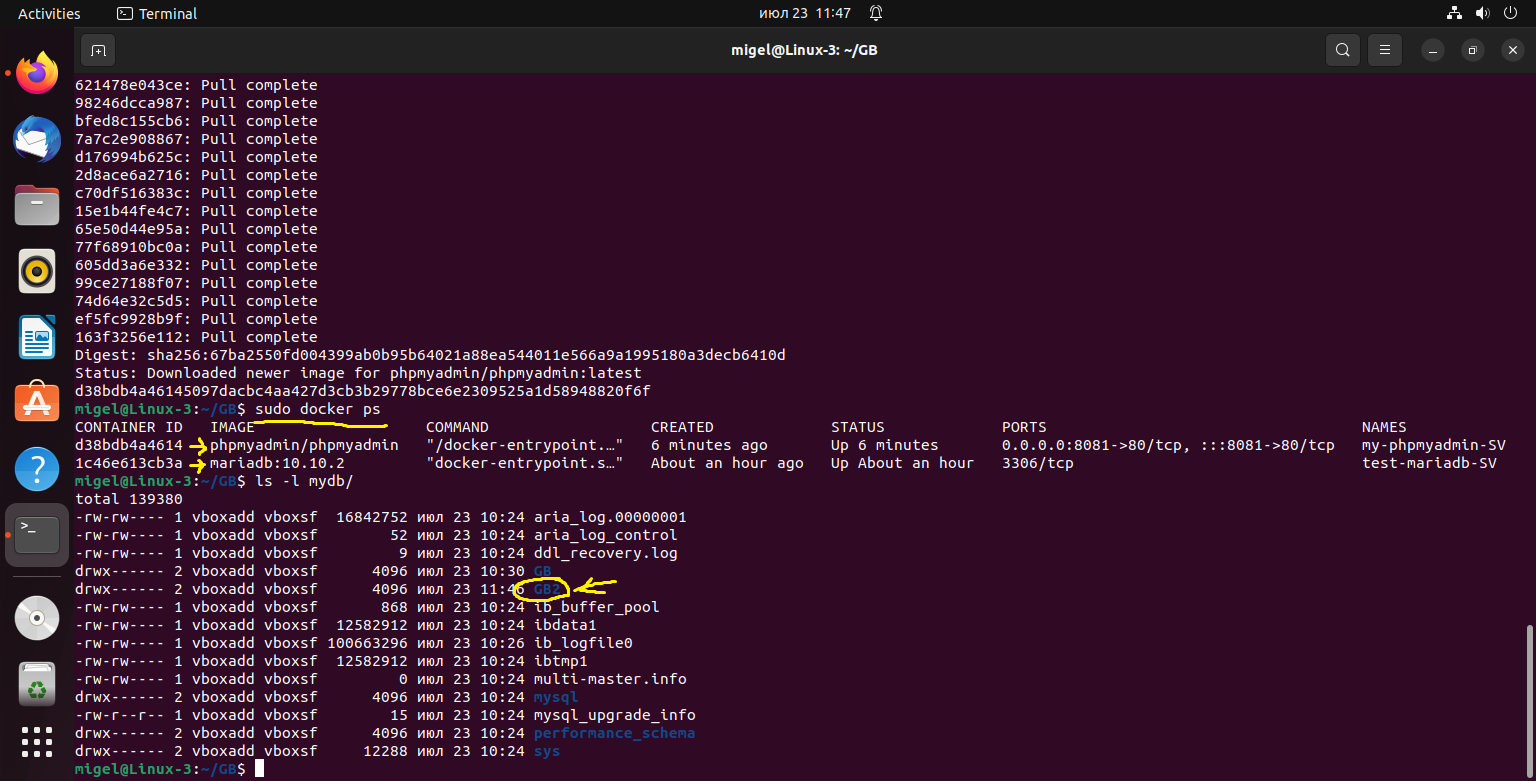 Activities
Terminal
июл 23 11:47
migel@Linux-3: ~/GB
621478e043ce: Pull complete
98246dcca987: Pull complete
bfed8c155cb6: Pull complete
7a7c2e908867: Pull complete
d176994b625c: Pull complete
2d8ace6a2716: Pull complete
c70df516383c: Pull complete
15e1b44fe4c7: Pull complete
65e50d44e95a: Pull complete
77f68910bc0a: Pull complete
605dd3a6e332: Pull complete
99ce27188f07: Pull complete
74d64e32c5d5: Pull complete
ef5fc9928b9f: Pull complete
163f3256e112: Pull complete
Digest: sha256:67ba2550fd004399ab0b95b64021a88ea544011e566a9a1995180a3decb6410d
Status: Downloaded newer image for phpmyadmin/phpmyadmin:latest
d38bdb4a46145097dacbc4aa427d3cb3b29778bce6e2309525a1d58948820f6f
migel@Linux-3:~/GB$ sudo docker ps
CONTAINER ID   IMAGE                   COMMAND                  CREATED             STATUS             PORTS                                   NAMES
d38bdb4a4614   phpmyadmin/phpmyadmin   "/docker-entrypoint.…"   6 minutes ago       Up 6 minutes       0.0.0.0:8081->80/tcp, :::8081->80/tcp   my-phpmyadmin-SV
1c46e613cb3a   mariadb:10.10.2         "docker-entrypoint.s…"   About an hour ago   Up About an hour   3306/tcp                                test-mariadb-SV
migel@Linux-3:~/GB$ ls -l mydb/
total 139380
-rw-rw---- 1 vboxadd vboxsf  16842752 июл 23 10:24 aria_log.00000001
-rw-rw---- 1 vboxadd vboxsf        52 июл 23 10:24 aria_log_control
-rw-rw---- 1 vboxadd vboxsf         9 июл 23 10:24 ddl_recovery.log
drwx------ 2 vboxadd vboxsf      4096 июл 23 10:30 GB
drwx------ 2 vboxadd vboxsf      4096 июл 23 11:46 GB2
-rw-rw---- 1 vboxadd vboxsf       868 июл 23 10:24 ib_buffer_pool
-rw-rw---- 1 vboxadd vboxsf  12582912 июл 23 10:24 ibdata1
-rw-rw---- 1 vboxadd vboxsf 100663296 июл 23 10:26 ib_logfile0
-rw-rw---- 1 vboxadd vboxsf  12582912 июл 23 10:24 ibtmp1
-rw-rw---- 1 vboxadd vboxsf         0 июл 23 10:24 multi-master.info
drwx------ 2 vboxadd vboxsf      4096 июл 23 10:24 mysql
-rw-r--r-- 1 vboxadd vboxsf        15 июл 23 10:24 mysql_upgrade_info
drwx------ 2 vboxadd vboxsf      4096 июл 23 10:24 performance_schema
drwx------ 2 vboxadd vboxsf     12288 июл 23 10:24 sys
migel@Linux-3:~/GB$